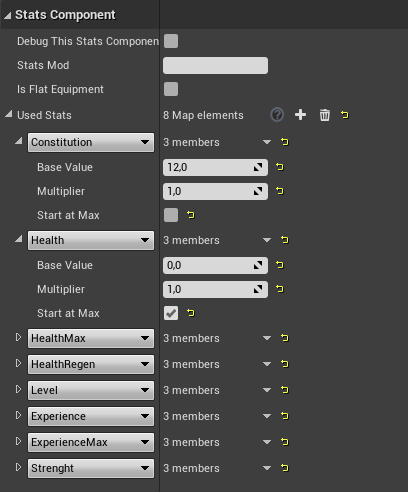 Stats Component
Debug This Stats Componen
Stats Mod
Is Flat Equipment
Used Stats 8 Map elements
Constitution 3 members
Base Value 12,0
Multiplier 1,0
Start at Max
Health 3 members
Base Value 0,0
Multiplier 1,0
Start at Max
HealthMax 3 members
HealthRegen 3 members
Level 3 members
Experience 3 members
ExperienceMax 3 members
Strenght 3 members